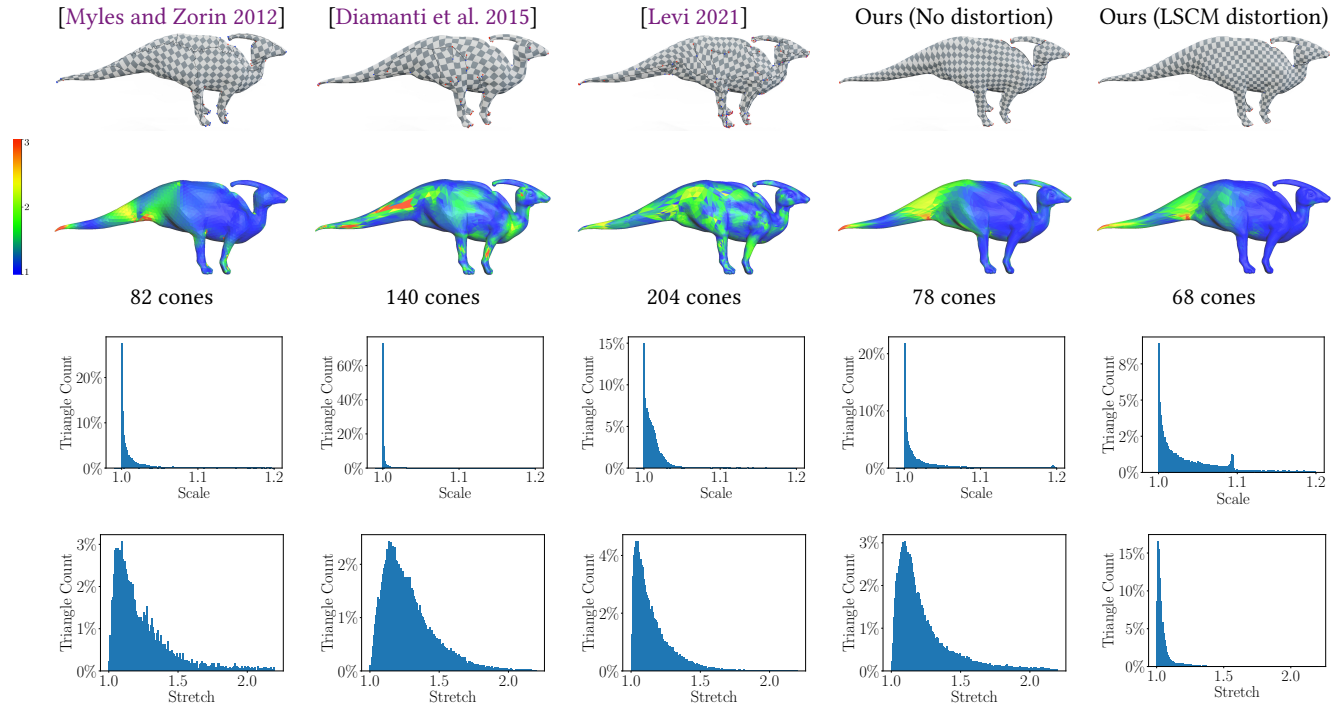 [Myles and Zorin 2012] [Diamanti et al. 2015] [Levi 2021] Ours (No distortion) Ours (LSCM distortion)
3
2
1
82 cones 140 cones 204 cones 78 cones 68 cones
Triangle Count 20% 10% 0% 1.0 1.1 1.2 Scale
Triangle Count 60% 40% 20% 0% 1.0 1.1 1.2 Scale
Triangle Count 15% 10% 5% 0% 1.0 1.1 1.2 Scale
Triangle Count 20% 10% 0% 1.0 1.1 1.2 Scale
Triangle Count 8% 5% 2% 0% 1.0 1.1 1.2 Scale
Triangle Count 3% 2% 1% 0% 1.0 1.5 2.0 Stretch
Triangle Count 2% 1% 0% 1.0 1.5 2.0 Stretch
Triangle Count 4% 2% 0% 1.0 1.5 2.0 Stretch
Triangle Count 3% 2% 1% 0% 1.0 1.5 2.0 Stretch
Triangle Count 15% 10% 5% 0% 1.0 1.5 2.0 Stretch